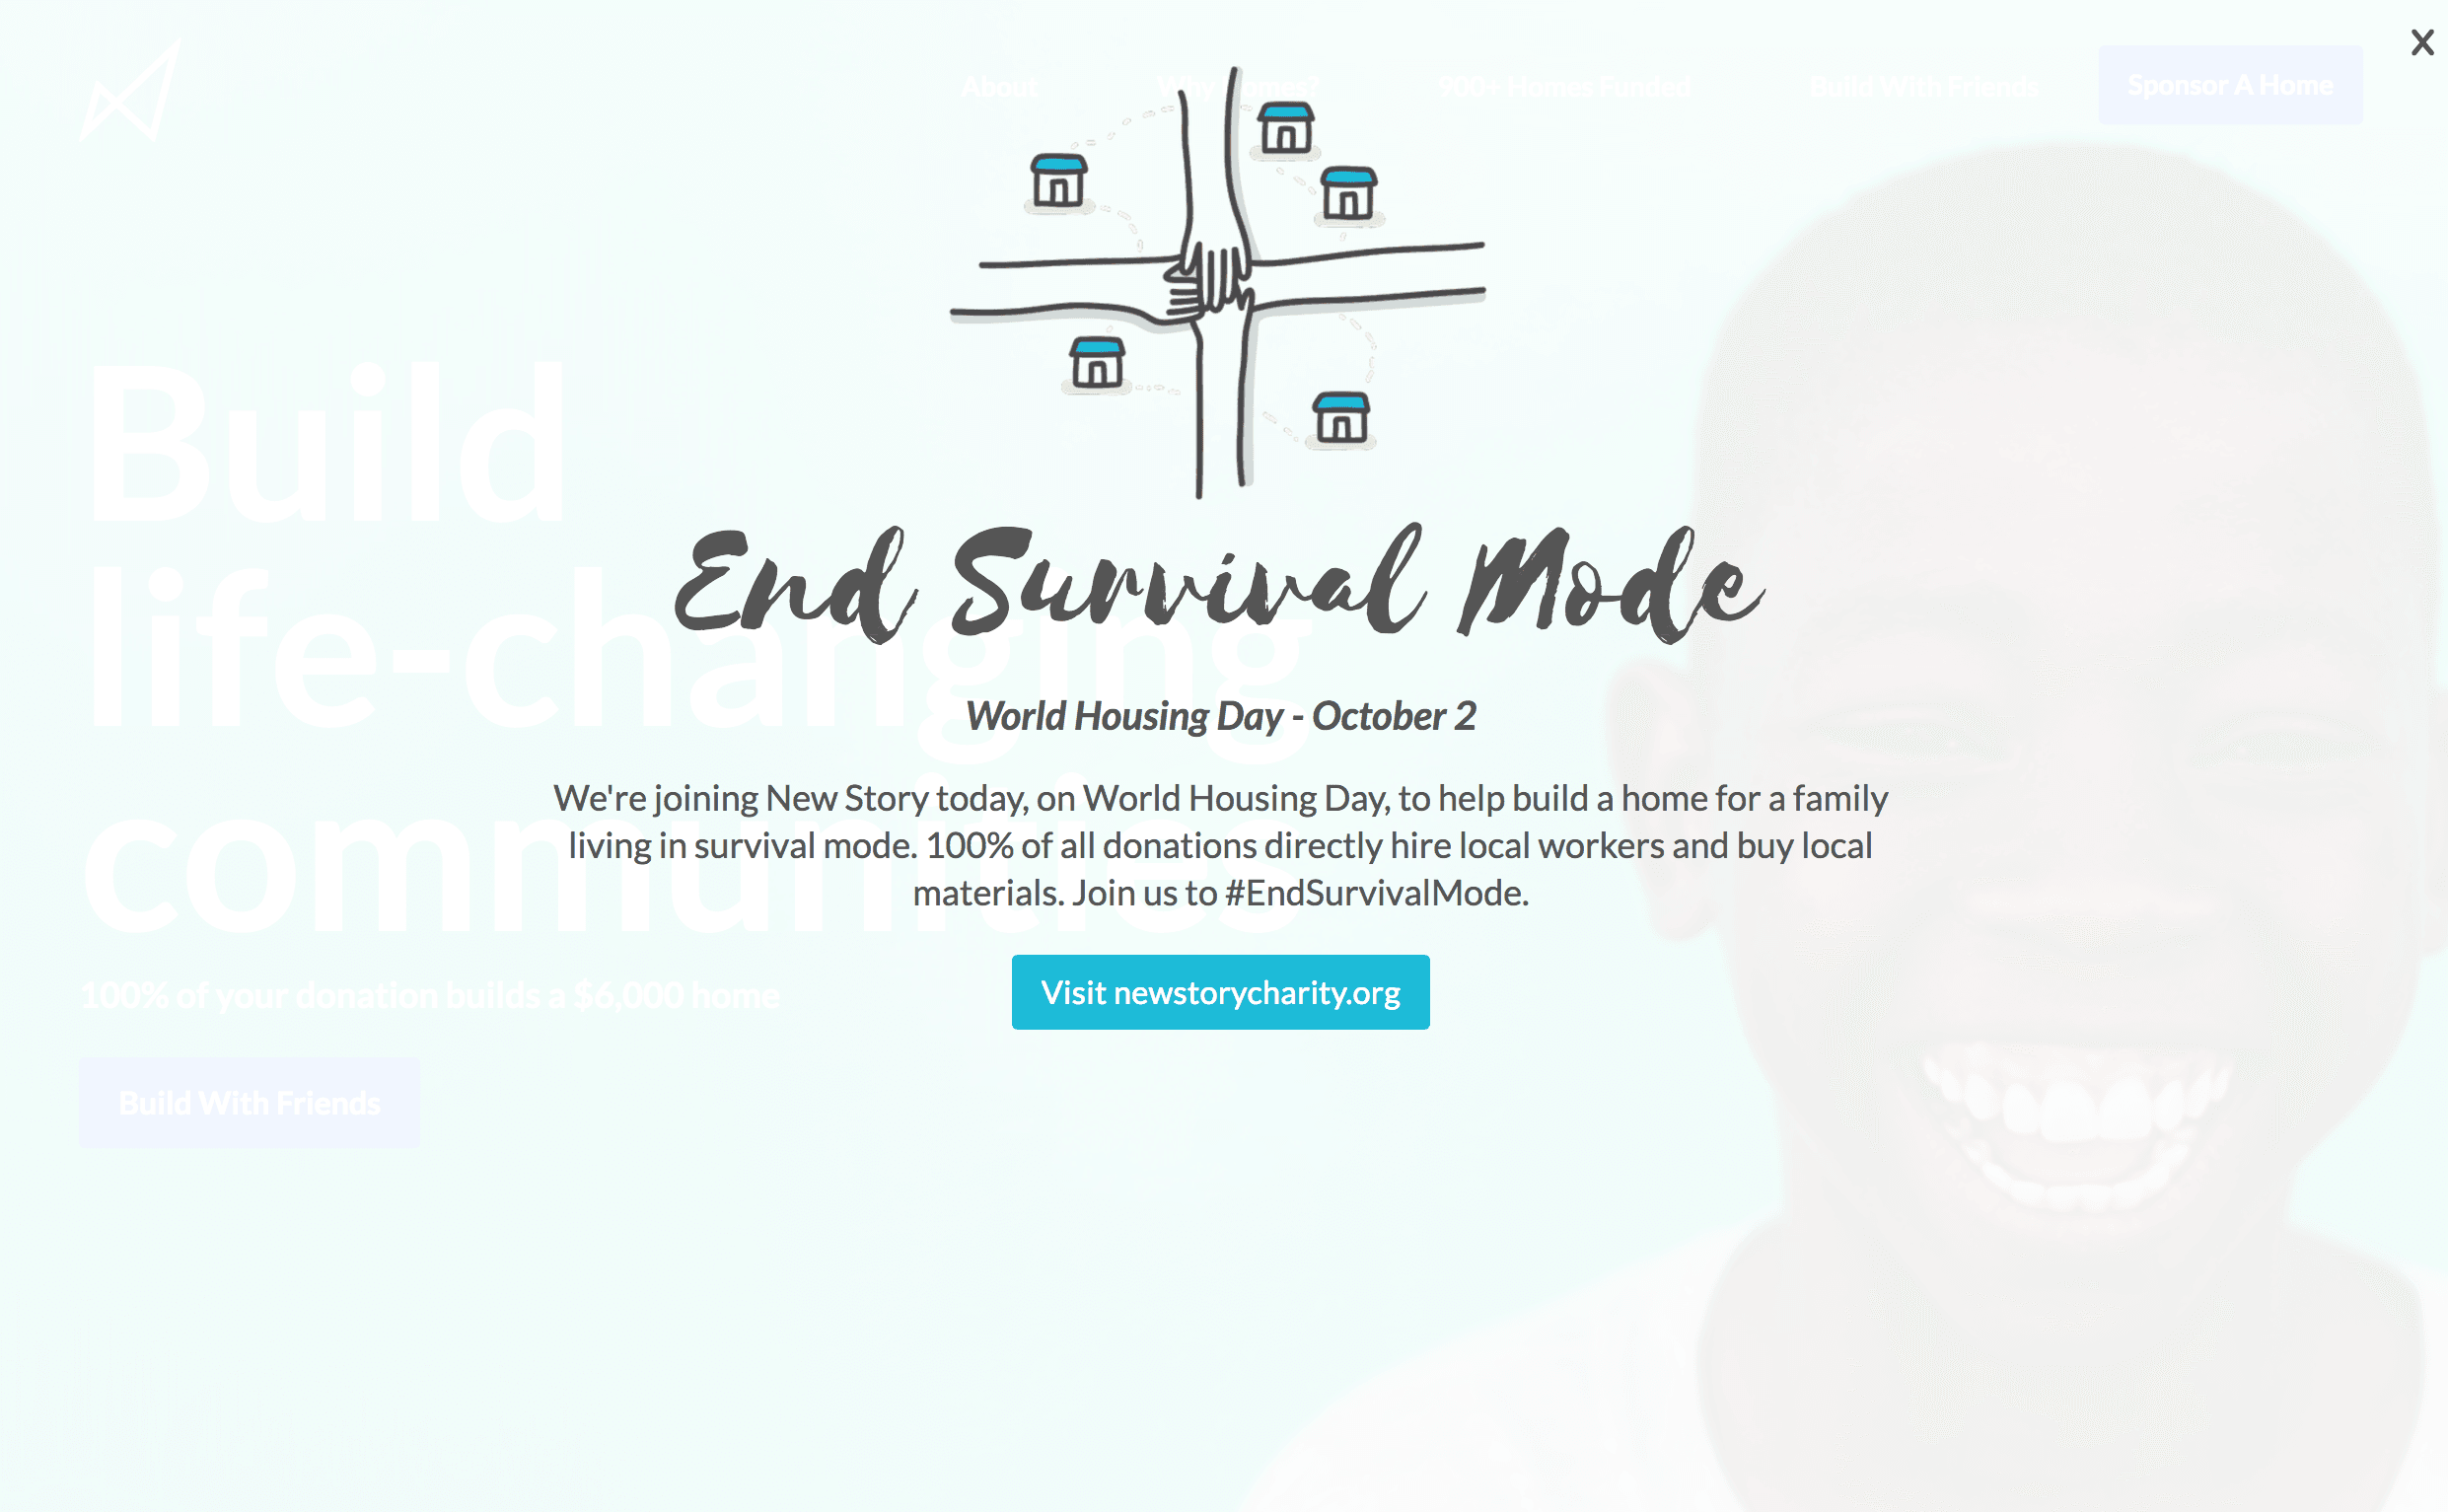 About
Why Homes?
900+ Homes Funded
Build With Friends
Sponsor A Home
X
Build
life-changing
communities
100% of your donation builds a $6,000 home
Build With Friends
End Survival Mode
World Housing Day - October 2
We're joining New Story today, on World Housing Day, to help build a home for a family
living in survival mode. 100% of all donations directly hire local workers and buy local
materials. Join us to #EndSurvivalMode.
Visit newstorycharity.org